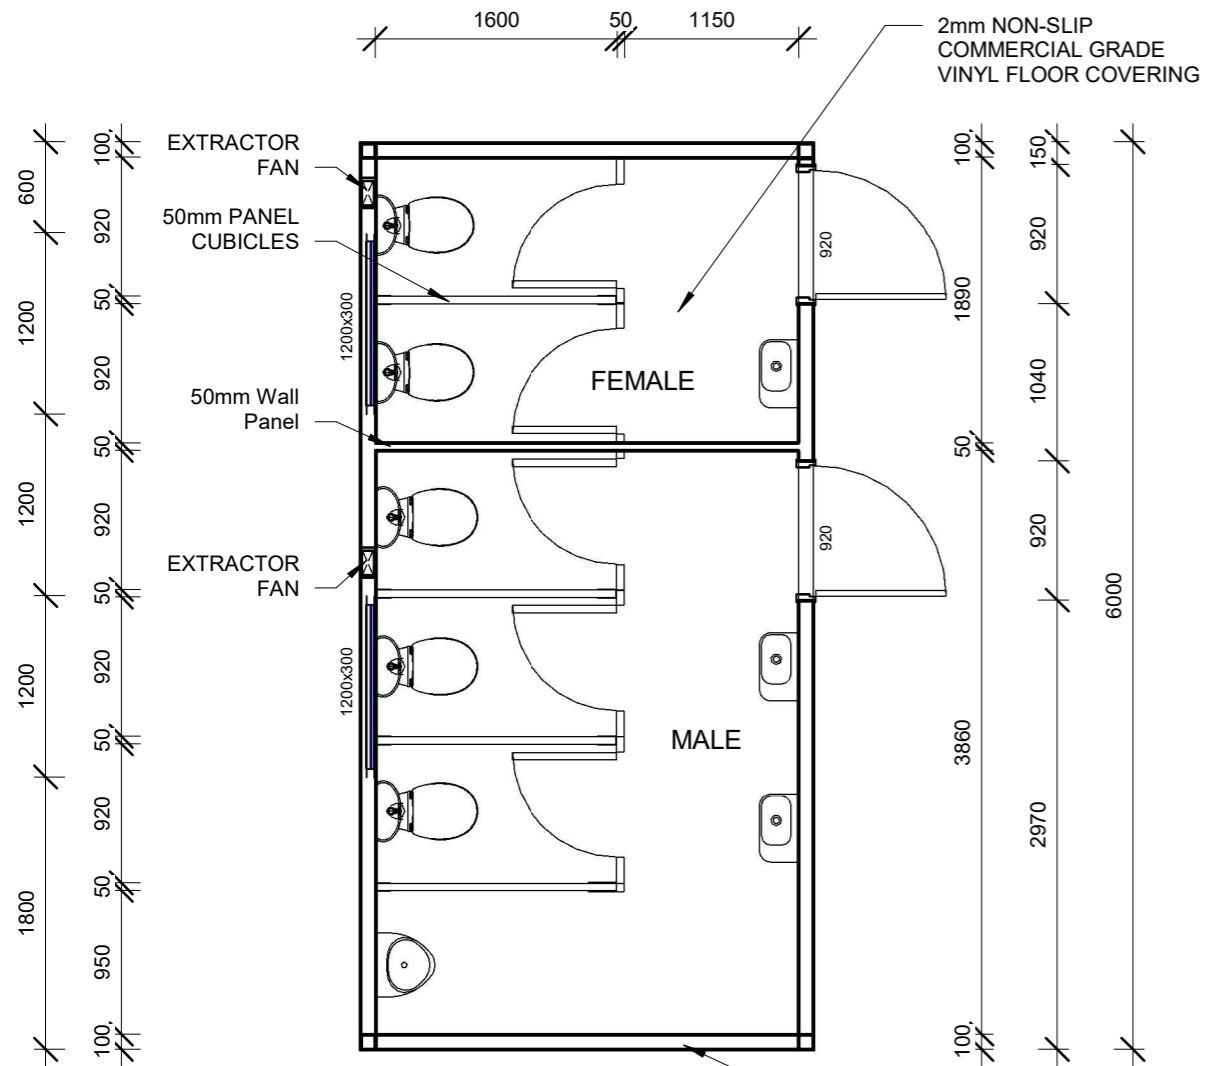 1600
50
1150
2mm NON-SLIP
COMMERCIAL GRADE
VINYL FLOOR COVERING
EXTRACTOR
FAN
50mm PANEL
CUBICLES
50mm Wall
Panel
EXTRACTOR
FAN
600
1200
1200
1200
1800
100
920
50
920
50
920
50
920
50
920
50
950
100
1200x300
1200x300
FEMALE
MALE
920
920
100
1890
50
3860
100
150
920
1040
920
2970
6000